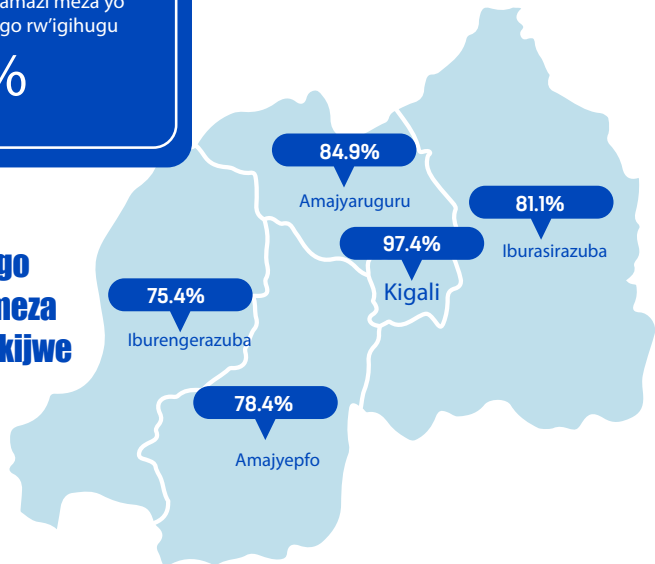 amazi meza yo
go rw'igihugu
%
84.9%
Amajyaruguru
81.1%
Iburasirazuba
97.4%
Kigali
go
meza
kijwe
75.4%
Iburengerazuba
78.4%
Amajyepfo